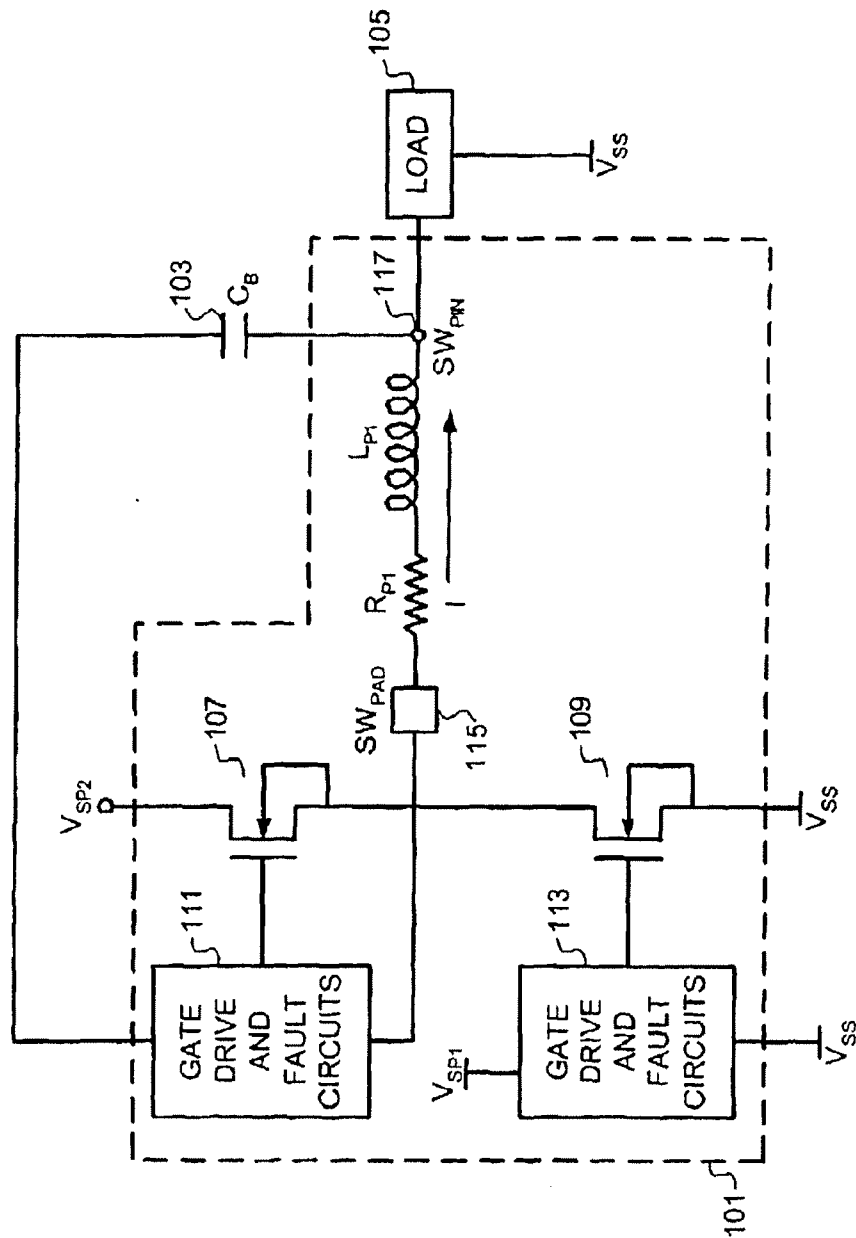 103
C_B
117
SW_PIN
105
LOAD
V_SS
L_P1
R_P1
I
SW_PAD
115
V_SP2
107
109
V_SS
111
GATE
DRIVE
AND
FAULT
CIRCUITS
V_SP1
113
GATE
DRIVE
AND
FAULT
CIRCUITS
V_SS
101